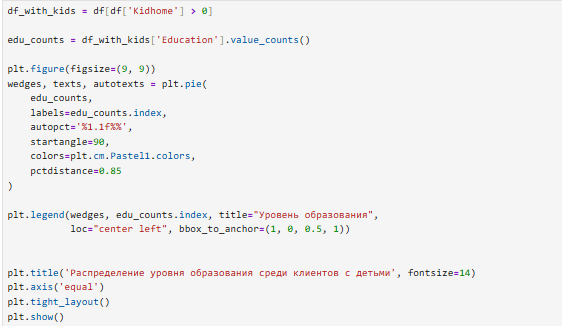 df_with_kids = df[df['Kidhome'] > 0]
edu_counts = df_with_kids['Education'].value_counts()
plt.figure(figsize=(9, 9))
wedges, texts, autotexts = plt.pie(
    edu_counts,
    labels=edu_counts.index,
    autopct='%1.1f%%',
    startangle=90,
    colors=plt.cm.Pastel1.colors,
    pctdistance=0.85
)
plt.legend(wedges, edu_counts.index, title="Уровень образования",
           loc="center left", bbox_to_anchor=(1, 0, 0.5, 1))
plt.title('Распределение уровня образования среди клиентов с детьми', fontsize=14)
plt.axis('equal')
plt.tight_layout()
plt.show()